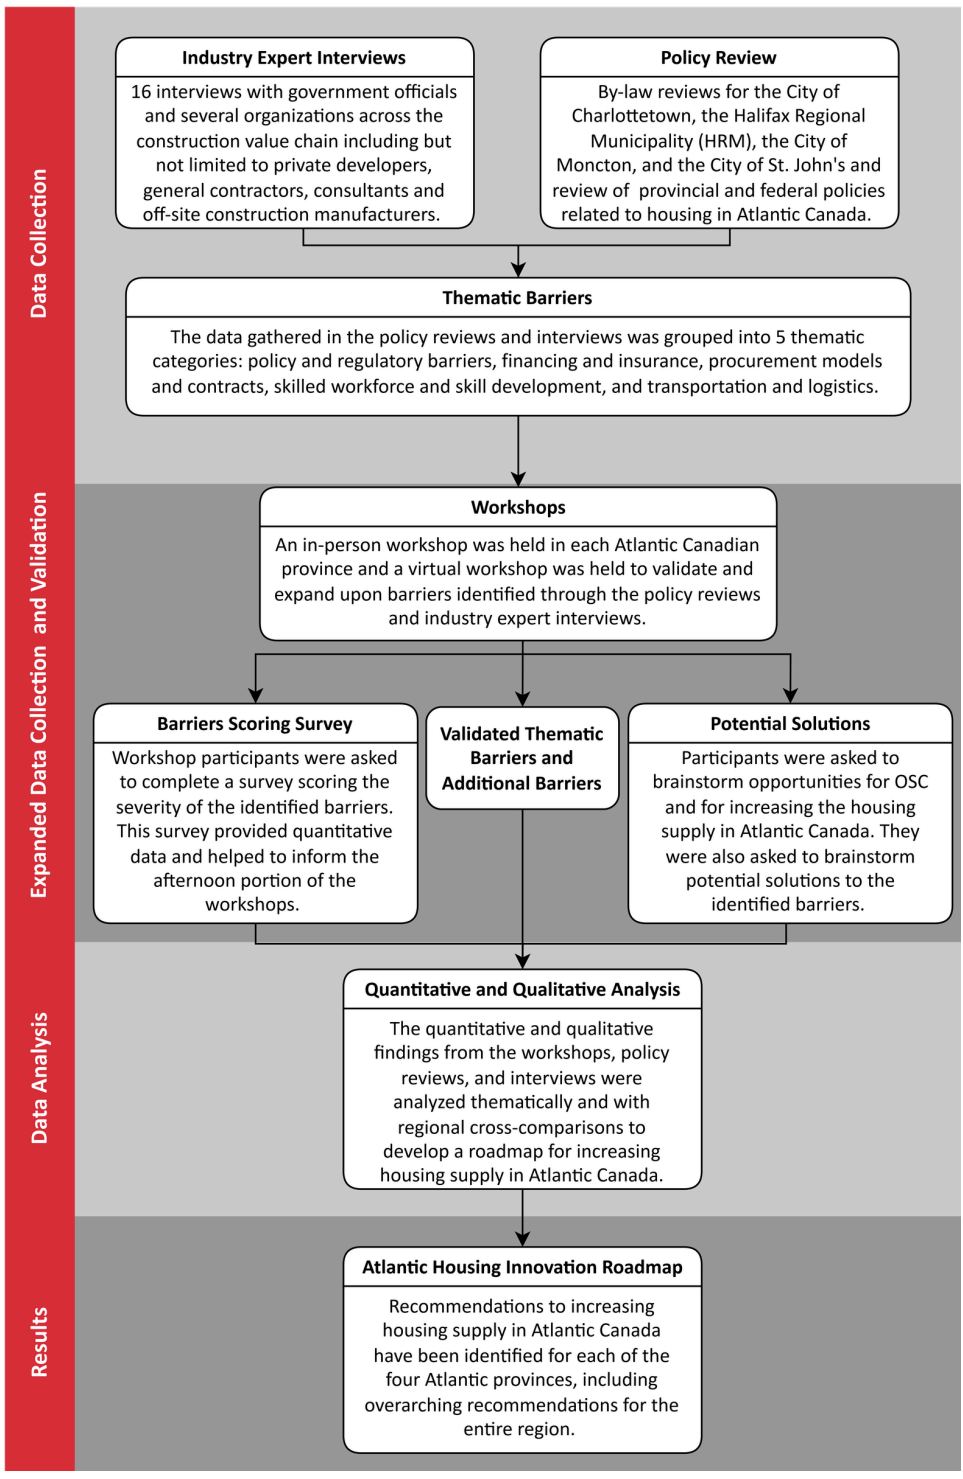 Data Collection
Industry Expert Interviews
16 interviews with government officials
and several organizations across the
construction value chain including but
not limited to private developers,
general contractors, consultants and
off-site construction manufacturers.
Policy Review
By-law reviews for the City of
Charlottetown, the Halifax Regional
Municipality (HRM), the City of
Moncton, and the City of St. John's and
review of provincial and federal policies
related to housing in Atlantic Canada.
Thematic Barriers
The data gathered in the policy reviews and interviews was grouped into 5 thematic
categories: policy and regulatory barriers, financing and insurance, procurement models
and contracts, skilled workforce and skill development, and transportation and logistics.
Expanded Data Collection and Validation
Workshops
An in-person workshop was held in each Atlantic Canadian
province and a virtual workshop was held to validate and
expand upon barriers identified through the policy reviews
and industry expert interviews.
Barriers Scoring Survey
Workshop participants were asked
to complete a survey scoring the
severity of the identified barriers.
This survey provided quantitative
data and helped to inform the
afternoon portion of the
workshops.
Validated Thematic
Barriers and
Additional Barriers
Potential Solutions
Participants were asked to
brainstorm opportunities for OSC
and for increasing the housing
supply in Atlantic Canada. They
were also asked to brainstorm
potential solutions to the
identified barriers.
Data Analysis
Quantitative and Qualitative Analysis
The quantitative and qualitative
findings from the workshops, policy
reviews, and interviews were
analyzed thematically and with
regional cross-comparisons to
develop a roadmap for increasing
housing supply in Atlantic Canada.
Results
Atlantic Housing Innovation Roadmap
Recommendations to increasing
housing supply in Atlantic Canada
have been identified for each of the
four Atlantic provinces, including
overarching recommendations for the
entire region.